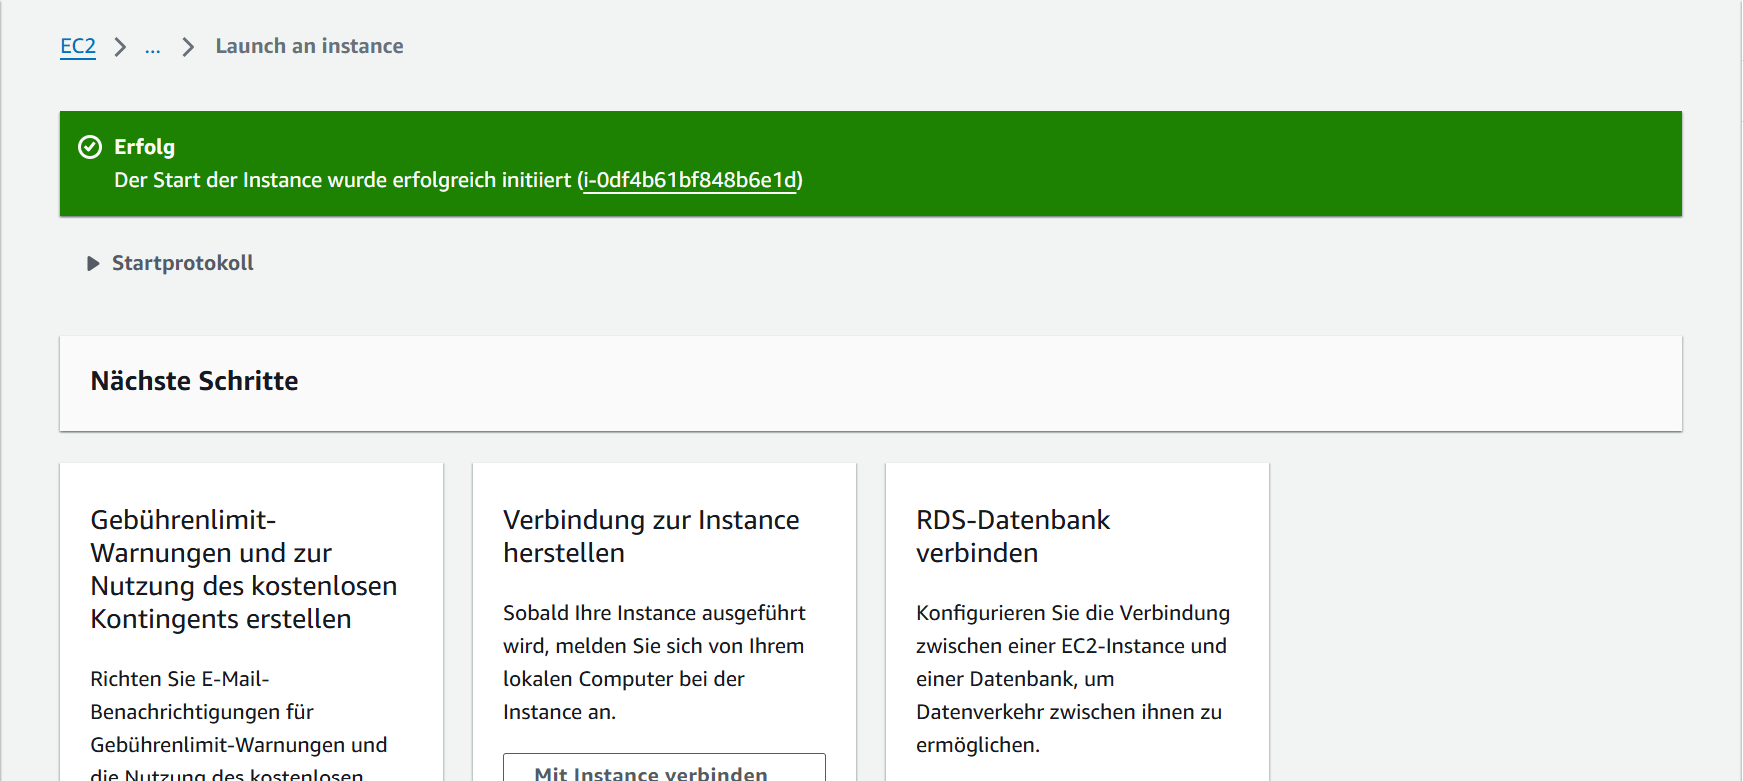 EC2 > ... > Launch an instance
Erfolg
Der Start der Instance wurde erfolgreich initiiert (i-0df4b61bf848b6e1d)
Startprotokoll
Nächste Schritte
Gebührenlimit-
Warnungen und zur
Nutzung des kostenlosen
Kontingents erstellen
Richten Sie E-Mail-
Benachrichtigungen für
Gebührenlimit-Warnungen und
die Nutzung des kostenlosen
Verbindung zur Instance
herstellen
Sobald Ihre Instance ausgeführt
wird, melden Sie sich von Ihrem
lokalen Computer bei der
Instance an.
Mit Instance verbinden
RDS-Datenbank
verbinden
Konfigurieren Sie die Verbindung
zwischen einer EC2-Instance und
einer Datenbank, um
Datenverkehr zwischen ihnen zu
ermöglichen.